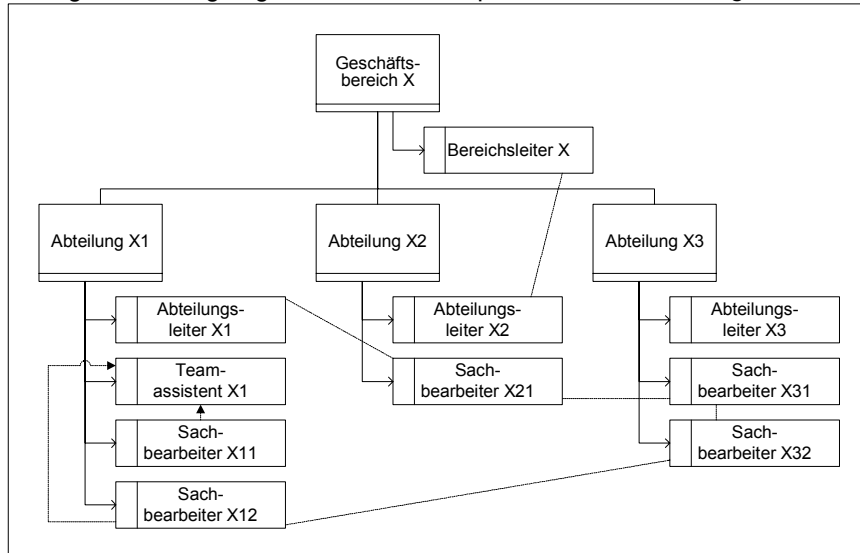 Geschäfts-
bereich X
Bereichsleiter X
Abteilung X1
Abteilung X2
Abteilung X3
Abteilungs-
leiter X1
Abteilungs-
leiter X2
Abteilungs-
leiter X3
Team-
assistent X1
Sach-
bearbeiter X21
Sach-
bearbeiter X31
Sach-
bearbeiter X11
Sach-
bearbeiter X32
Sach-
bearbeiter X12